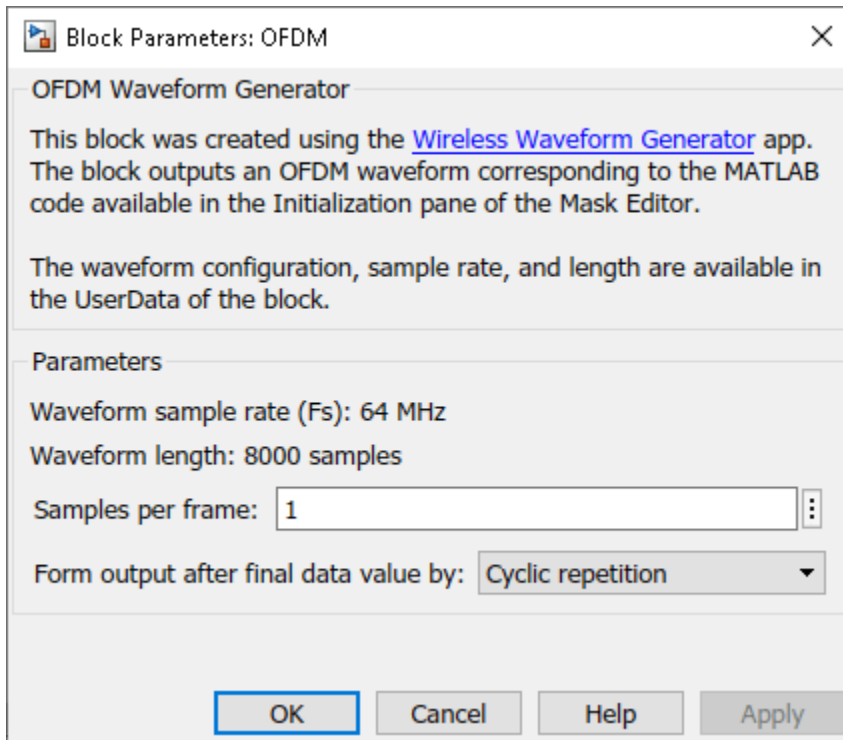 Block Parameters: OFDM
OFDM Waveform Generator
This block was created using the Wireless Waveform Generator app.
The block outputs an OFDM waveform corresponding to the MATLAB
code available in the Initialization pane of the Mask Editor.
The waveform configuration, sample rate, and length are available in
the UserData of the block.
Parameters
Waveform sample rate (Fs): 64 MHz
Waveform length: 8000 samples
Samples per frame: 1
Form output after final data value by: Cyclic repetition
OK Cancel Help Apply